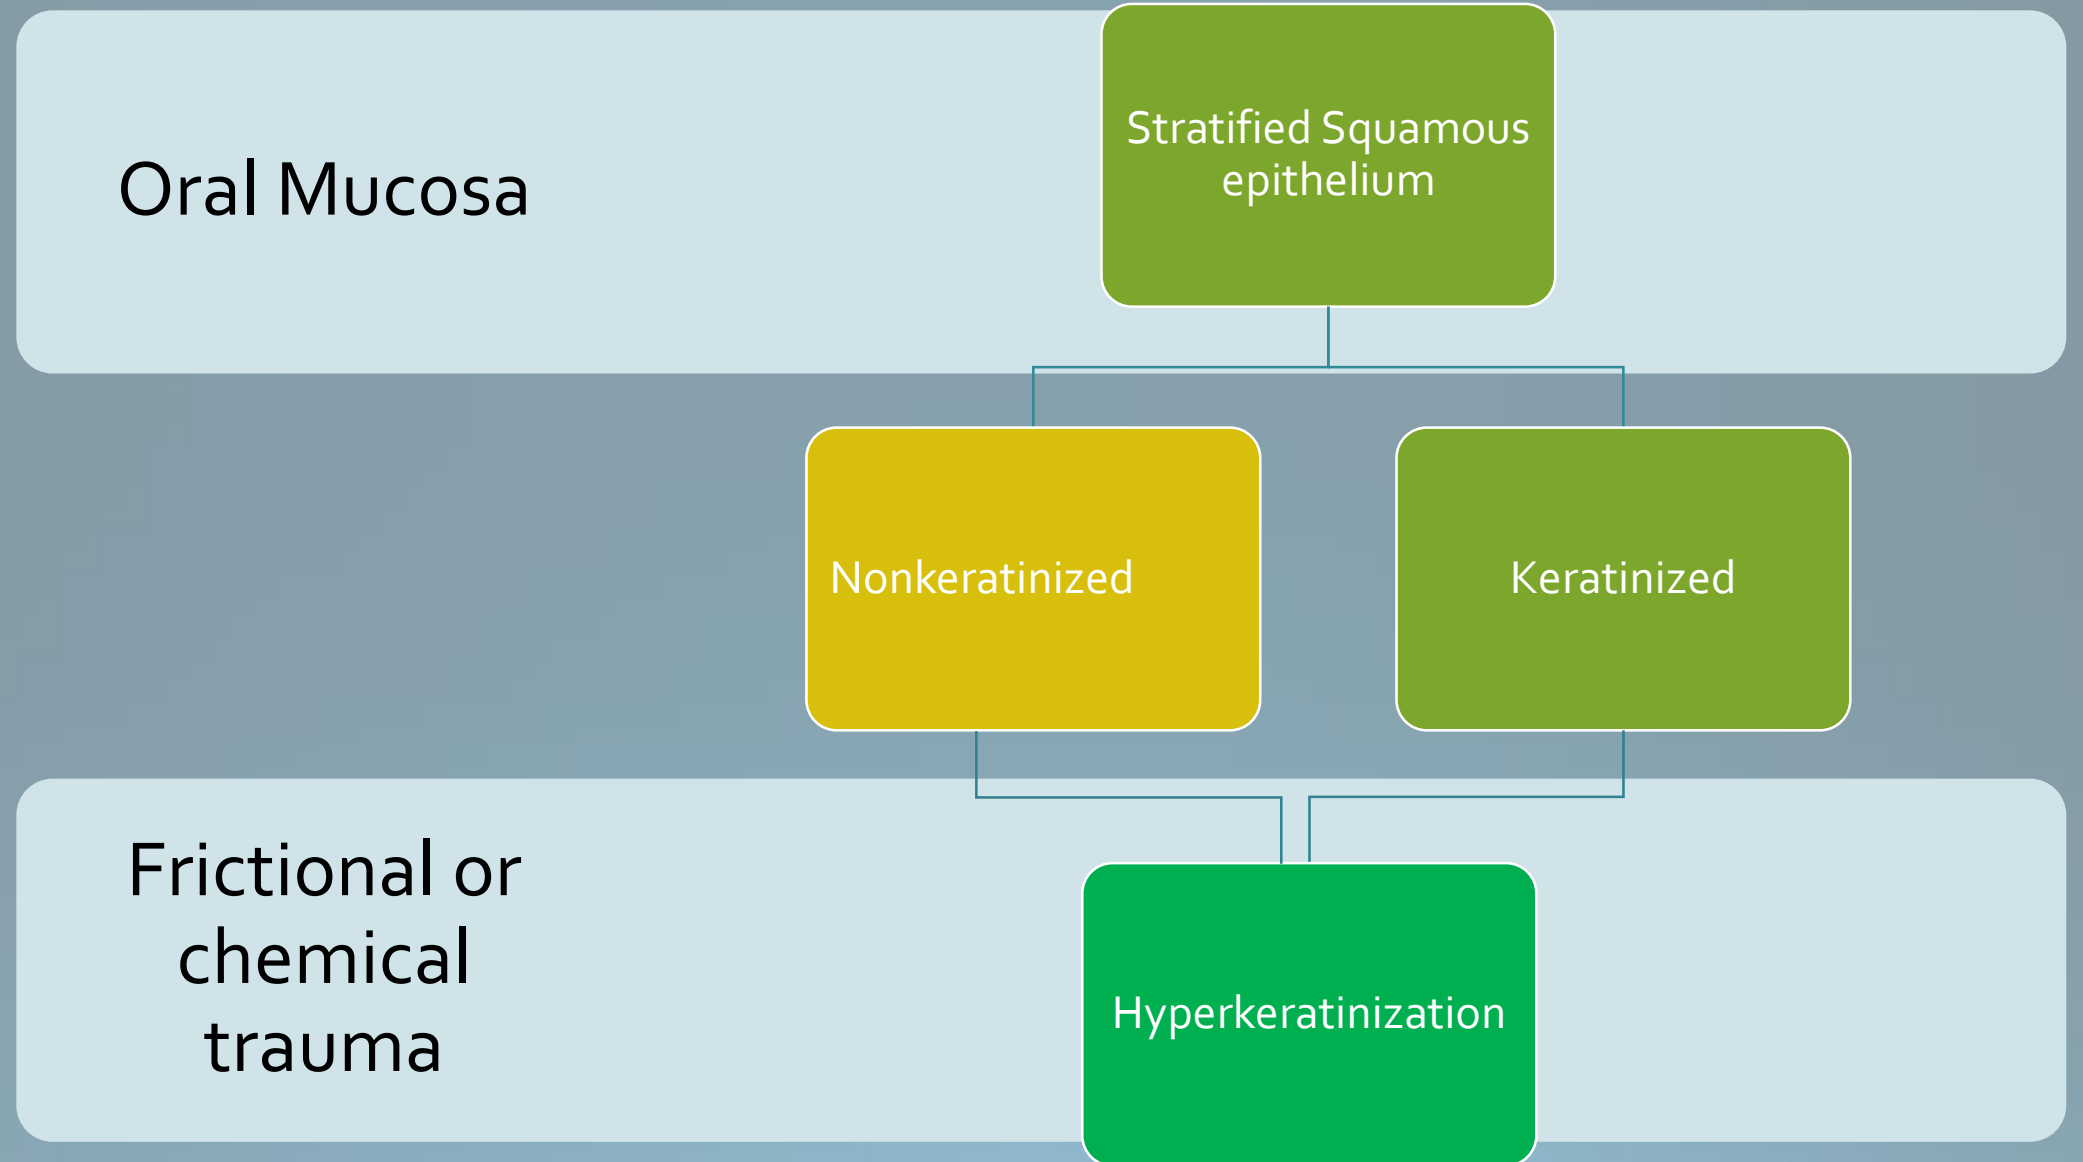 Oral Mucosa
Stratified Squamous
epithelium
Nonkeratinized
Keratinized
Frictional or
chemical
trauma
Hyperkeratinization